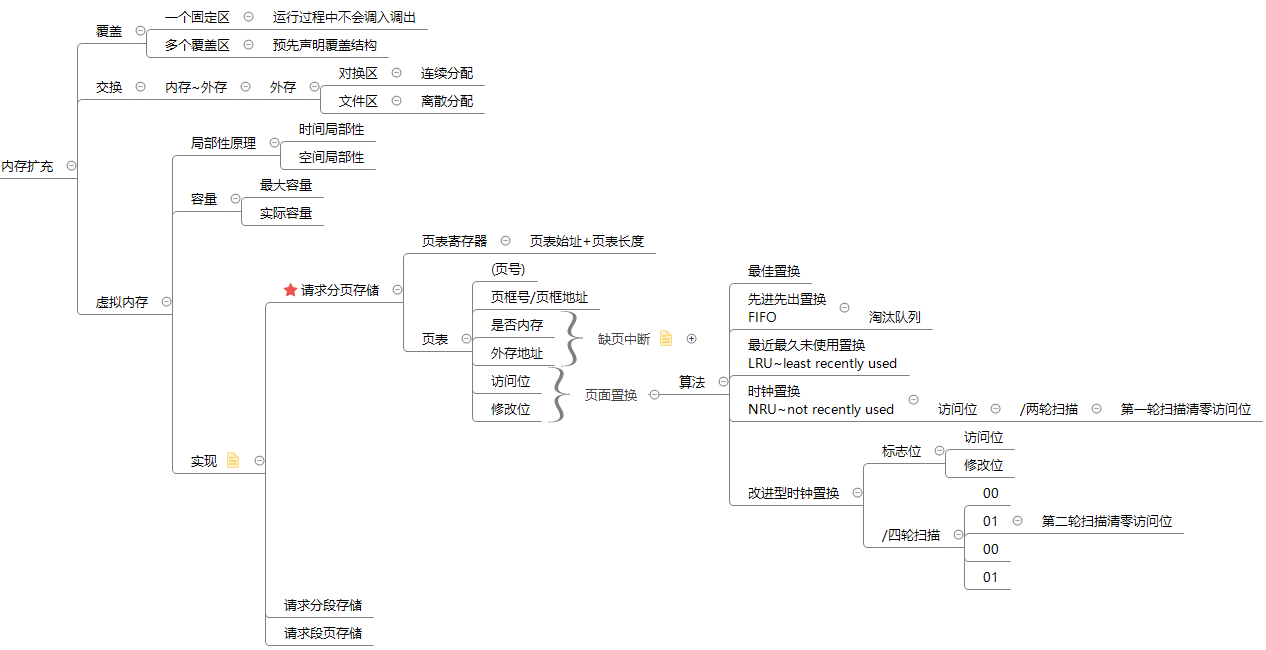 内存扩充
覆盖
一个固定区
运行过程中不会调入调出
多个覆盖区
预先声明覆盖结构
交换
内存~外存
外存
对换区
连续分配
文件区
离散分配
虚拟内存
局部性原理
时间局部性
空间局部性
容量
最大容量
实际容量
实现
请求分页存储
页表寄存器
页表始址+页表长度
页表
(页号)
页框号/页框地址
是否内存
外存地址
缺页中断
访问位
修改位
页面置换
算法
最佳置换
先进先出置换
FIFO
淘汰队列
最近最久未使用置换
LRU~least recently used
时钟置换
NRU~not recently used
访问位
/两轮扫描
第一轮扫描清零访问位
改进型时钟置换
标志位
访问位
修改位
/四轮扫描
00
01
第二轮扫描清零访问位
00
01
请求分段存储
请求段页存储